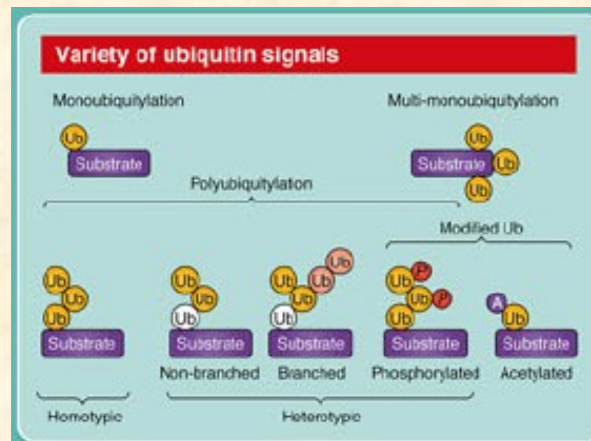 Variety of ubiquitin signals
Monoubiquitylation
Multi-monoubiquitylation
Ub
Substrate
Ub
Substrate
Ub
Ub
Polyubiquitylation
Modified Ub
Ub
Ub
Ub
Substrate
Ub
Ub
Ub
Substrate
Ub
Ub
Ub
Ub
Ub
Substrate
Ub
P
Ub
P
Ub
Substrate
A
Ub
Substrate
Non-branched
Branched
Phosphorylated
Acetylated
Homotypic
Heterotypic